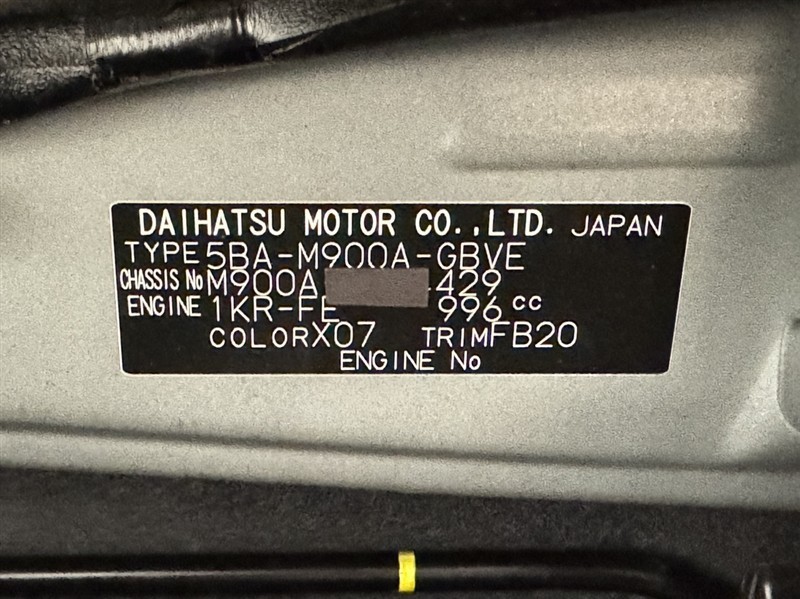 DAIHATSU MOTOR CO.,LTD. JAPAN
TYPE 5BA-M900A-GBVE
CHASSIS No M900A 429
ENGINE 1KR-FE 996 cc
COLOR X07 TRIM FB20
ENGINE No